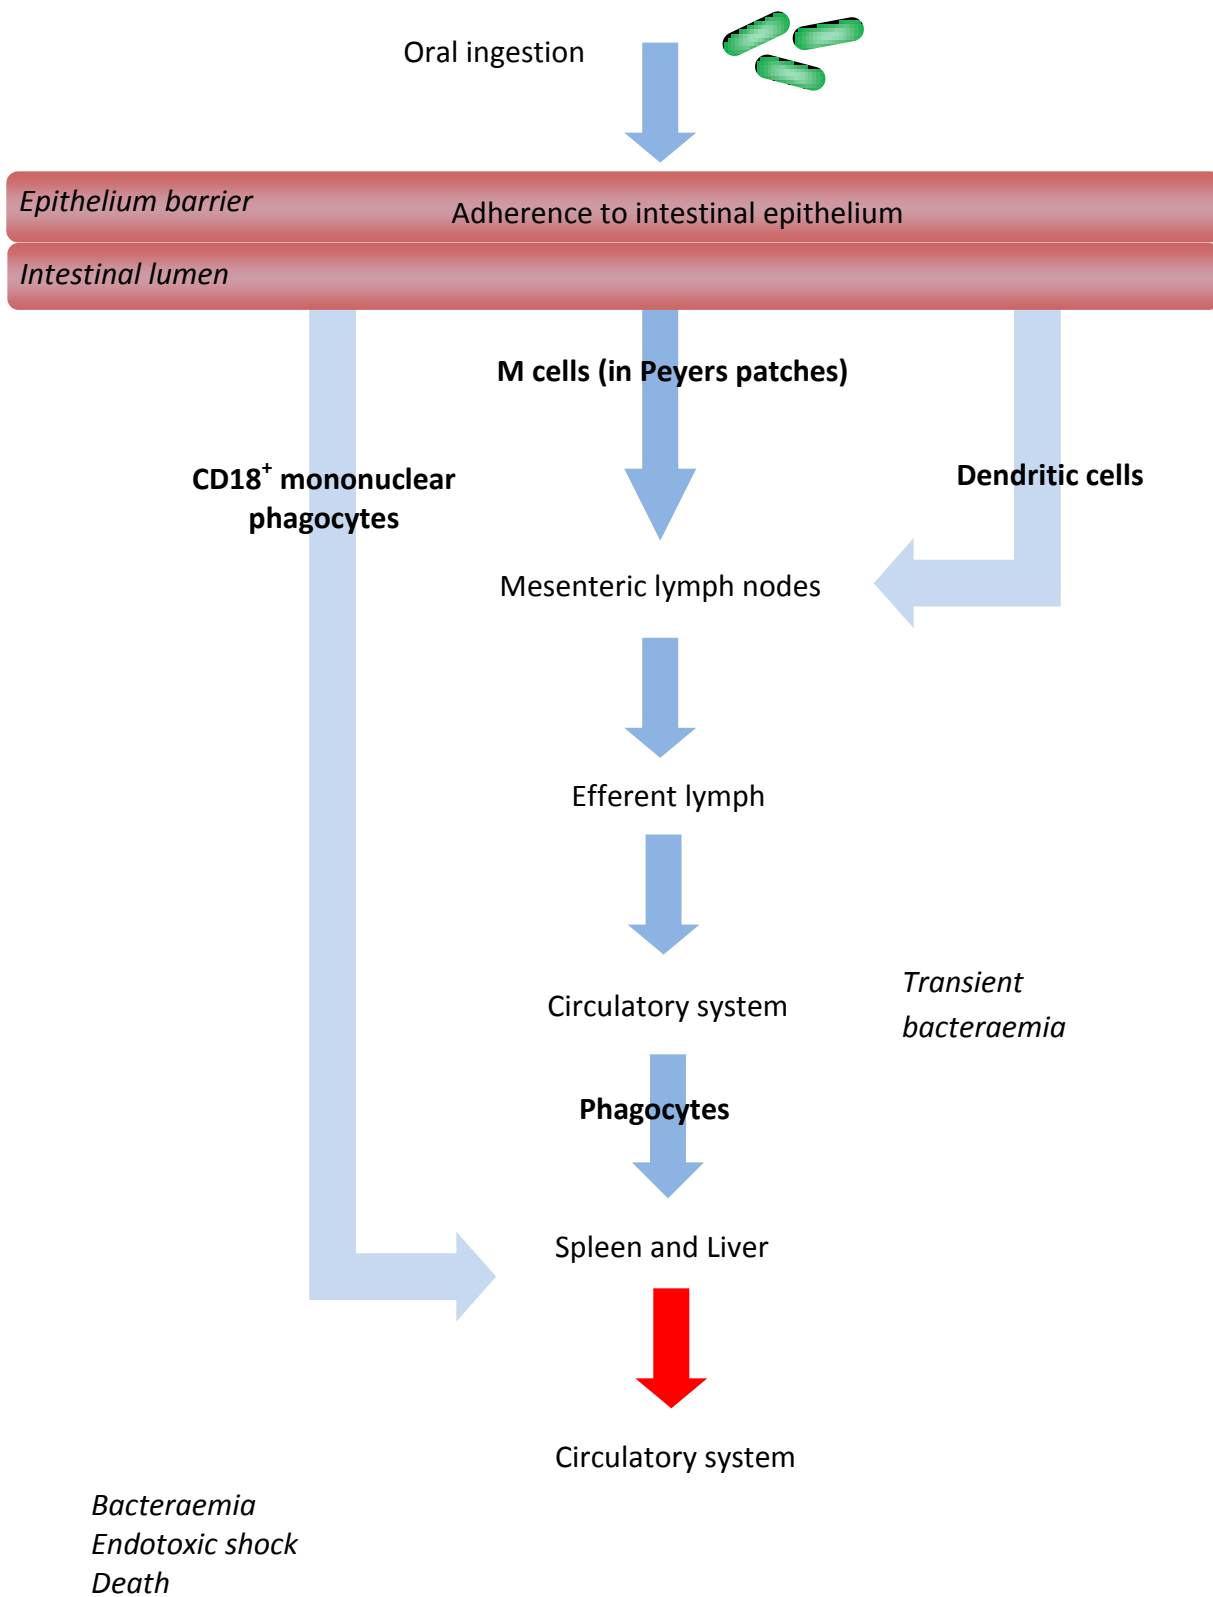 Oral ingestion
Epithelium barrier
Adherence to intestinal epithelium
Intestinal lumen
M cells (in Peyers patches)
CD18⁺ mononuclear
phagocytes
Dendritic cells
Mesenteric lymph nodes
Efferent lymph
Circulatory system
Transient
bacteraemia
Phagocytes
Spleen and Liver
Circulatory system
Bacteraemia
Endotoxic shock
Death